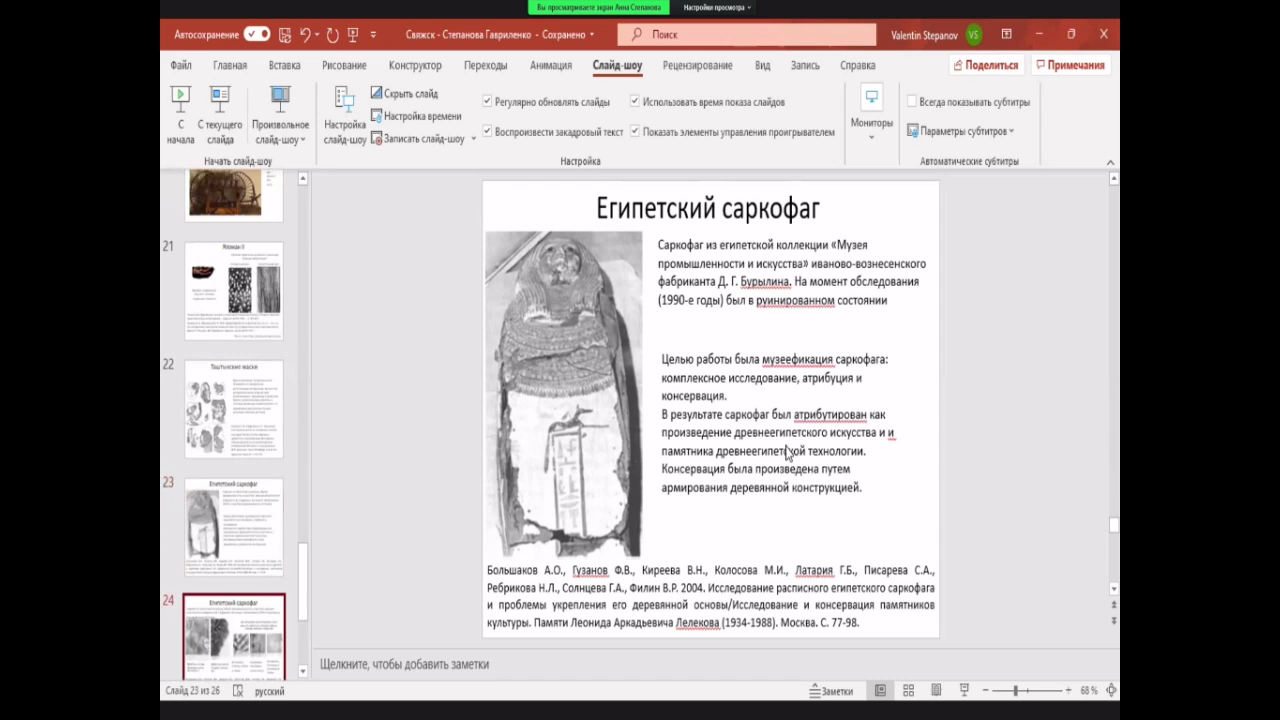 Вы просматриваете экран Анна Степанова
Настройки просмотра
Автосохранение
Свяжск - Степанова Гавриленко - Сохранено
Поиск
Valentin Stepanov
VS
Файл
Главная
Вставка
Рисование
Конструктор
Переходы
Анимация
Слайд-шоу
Рецензирование
Вид
Запись
Справка
Поделиться
Примечания
С начала
С текущего слайда
Произвольное слайд-шоу
Начать слайд-шоу
Настройка слайд-шоу
Скрыть слайд
Настройка времени
Записать слайд-шоу
Регулярно обновлять слайды
Воспроизвести закадровый текст
Использовать время показа слайдов
Показать элементы управления проигрывателем
Настройка
Мониторы
Всегда показывать субтитры
Параметры субтитров
Автоматические субтитры
21
22
Таштыкские маски
23
Египетский саркофаг
24
Египетский саркофаг
Египетский саркофаг
Саркофаг из египетской коллекции «Музея
промышленности и искусства» иваново-вознесенского
фабриканта Д. Г. Бурылина. На момент обследования
(1990-е годы) был в руинированном состоянии
Целью работы была музеефикация саркофага:
комплексное исследование, атрибуция и
консервация.
В результате саркофаг был атрибутирован как
произведение древнеегипетского искусства и и
памятника древнеегипетской технологии.
Консервация была произведена путем
армирования деревянной конструкцией.
Большаков А.О., Гузанов Ф.В., Киреева В.Н., Колосова М.И., Латария Г.Б., Писарева С.А.,
Ребрикова Н.Л., Солнцева Г.А., Фирсов В.Р. 2004. Исследование расписного египетского саркофага
и проблемы укрепления его деревянной основы/Исследование и консервация памятников
культуры. Памяти Леонида Аркадьевича Лелекова (1934-1988). Москва. С. 77-98.
Щелкните, чтобы добавить заметки
Слайд 23 из 26
русский
Заметки
68 %